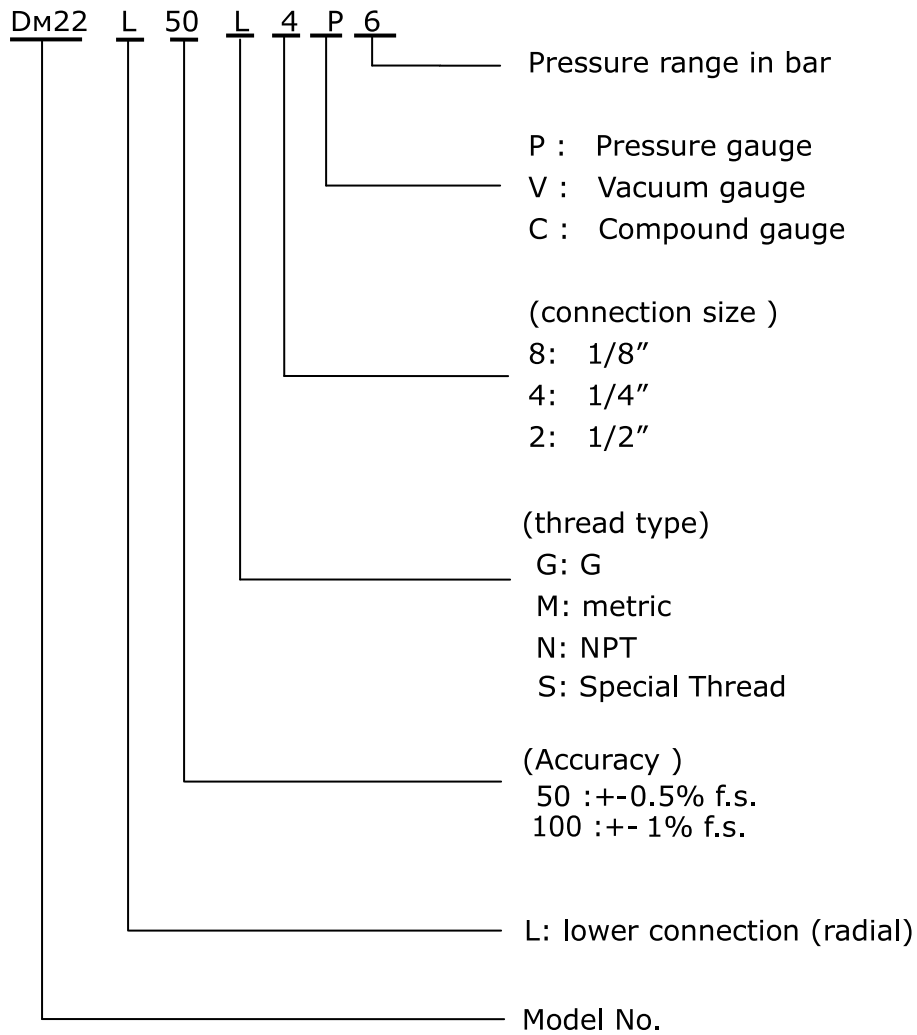 DM22 L 50 L 4 P 6
Pressure range in bar
P : Pressure gauge
V : Vacuum gauge
C : Compound gauge
(connection size )
8: 1/8"
4: 1/4"
2: 1/2"
(thread type)
G: G
M: metric
N: NPT
S: Special Thread
(Accuracy )
50 :+-0.5% f.s.
100 :+- 1% f.s.
L: lower connection (radial)
Model No.